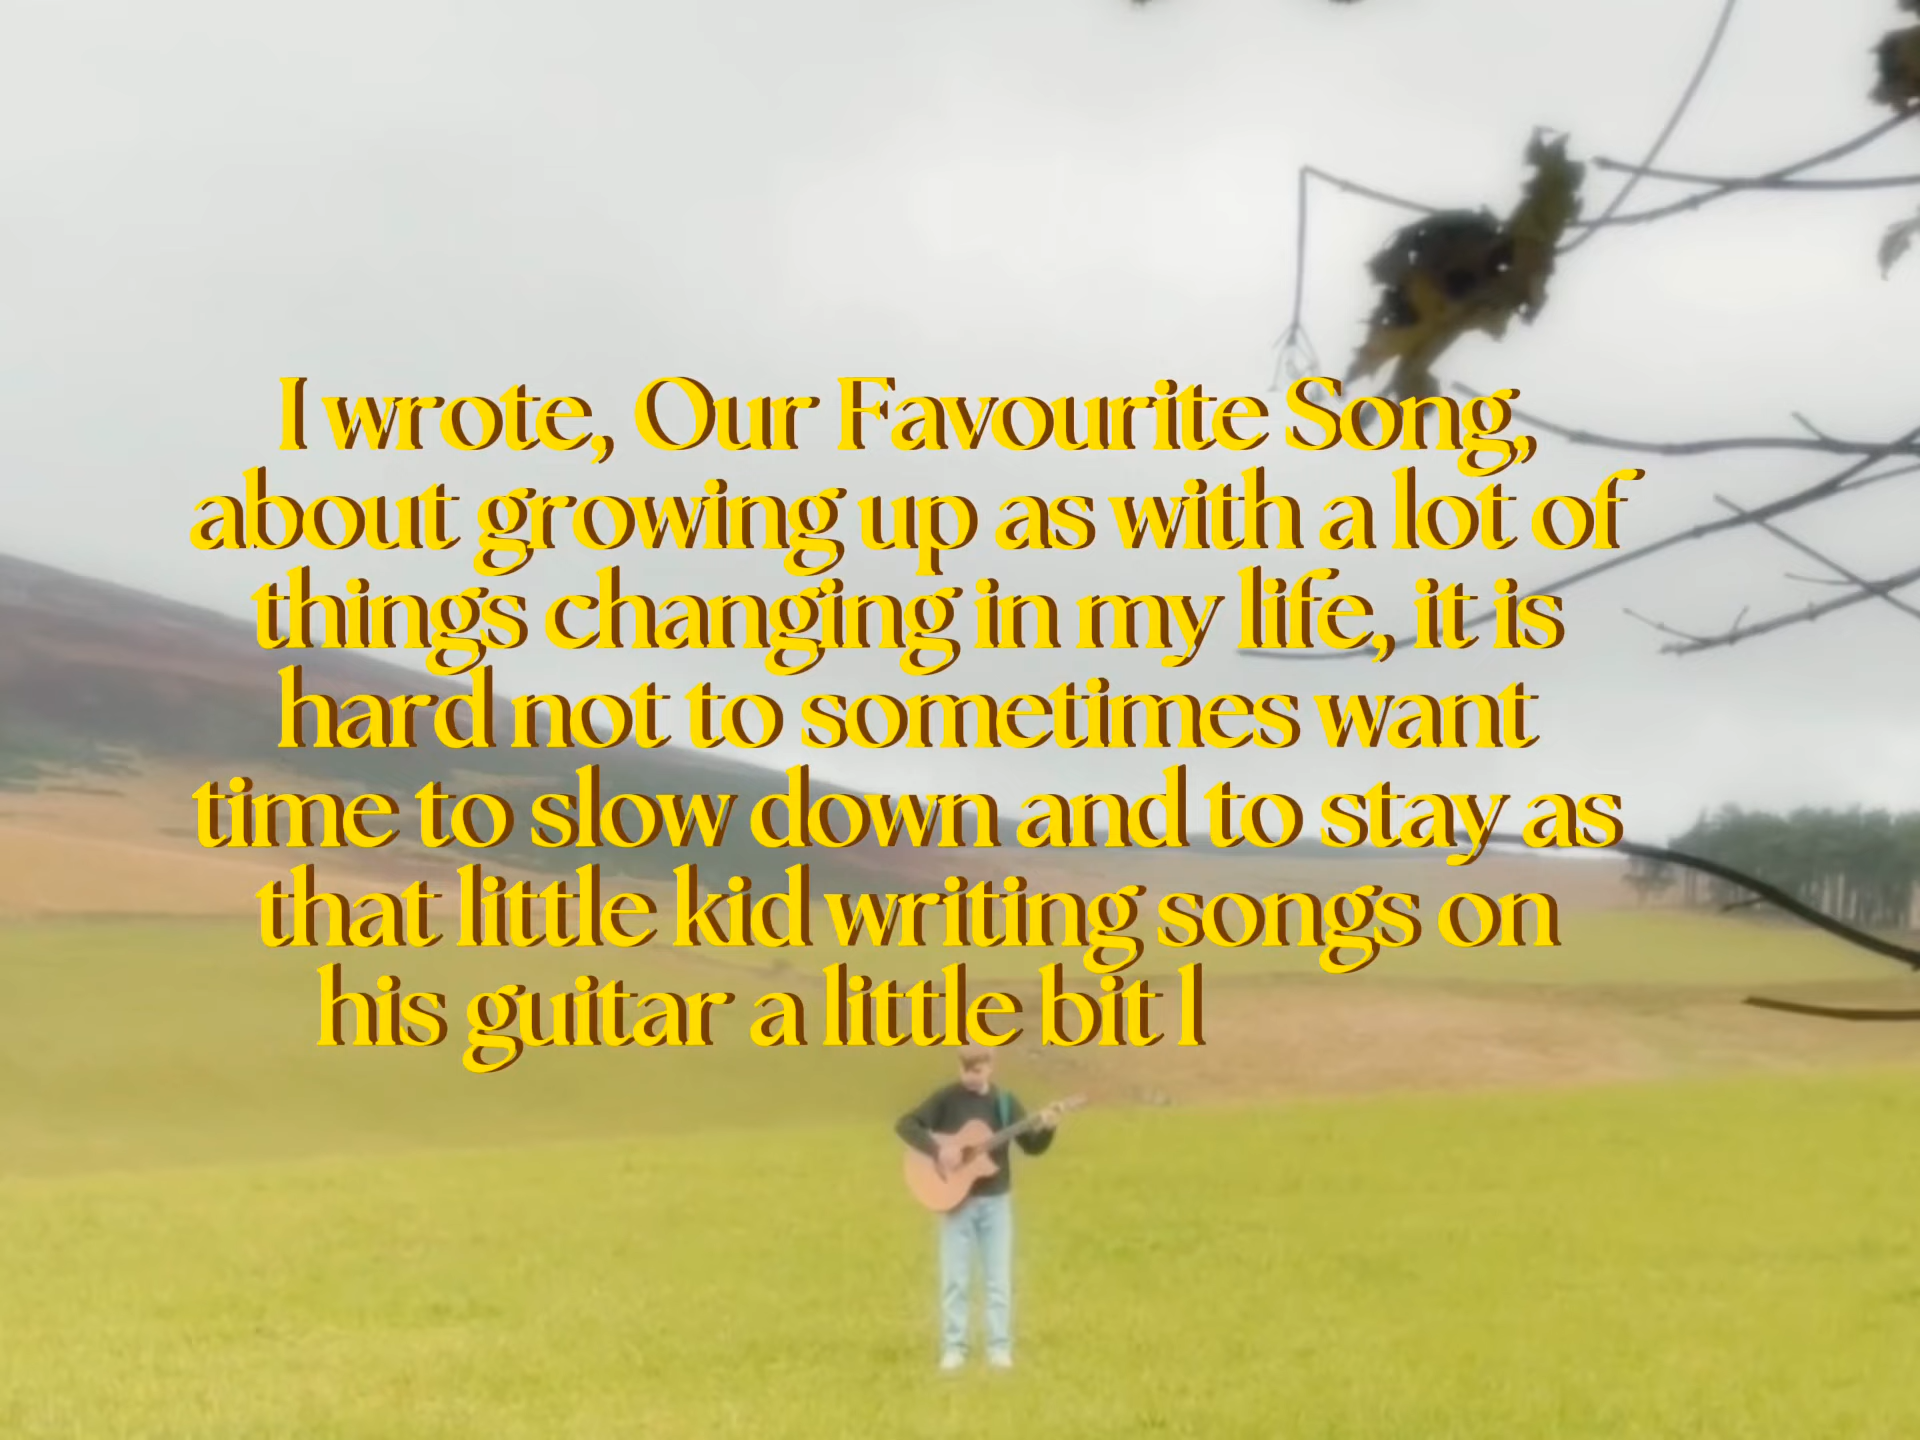 I wrote, Our Favourite Song,
about growing up as with a lot of
things changing in my life, it is
hard not to sometimes want
time to slow down and to stay as
that little kid writing songs on
his guitar a little bit l